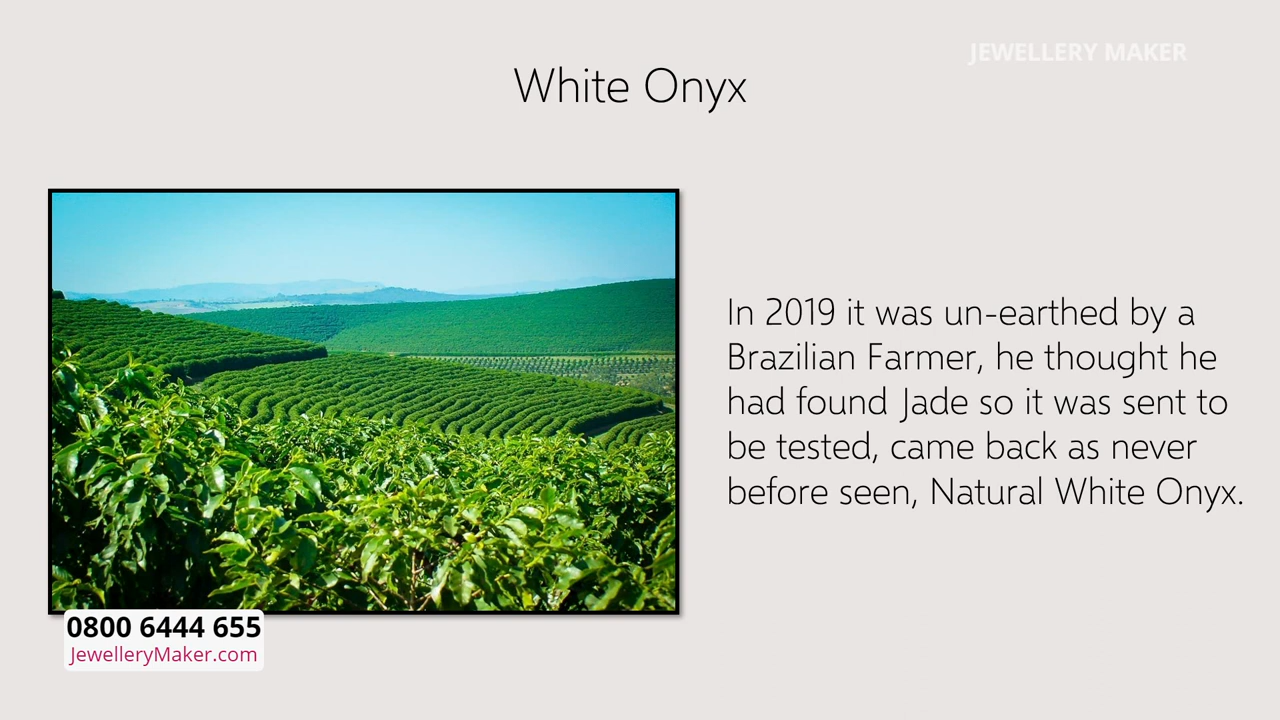 JEWELLERY MAKER
White Onyx
In 2019 it was un-earthed by a
Brazilian Farmer, he thought he
had found Jade so it was sent to
be tested, came back as never
before seen, Natural White Onyx.
0800 6444 655
JewelleryMaker.com